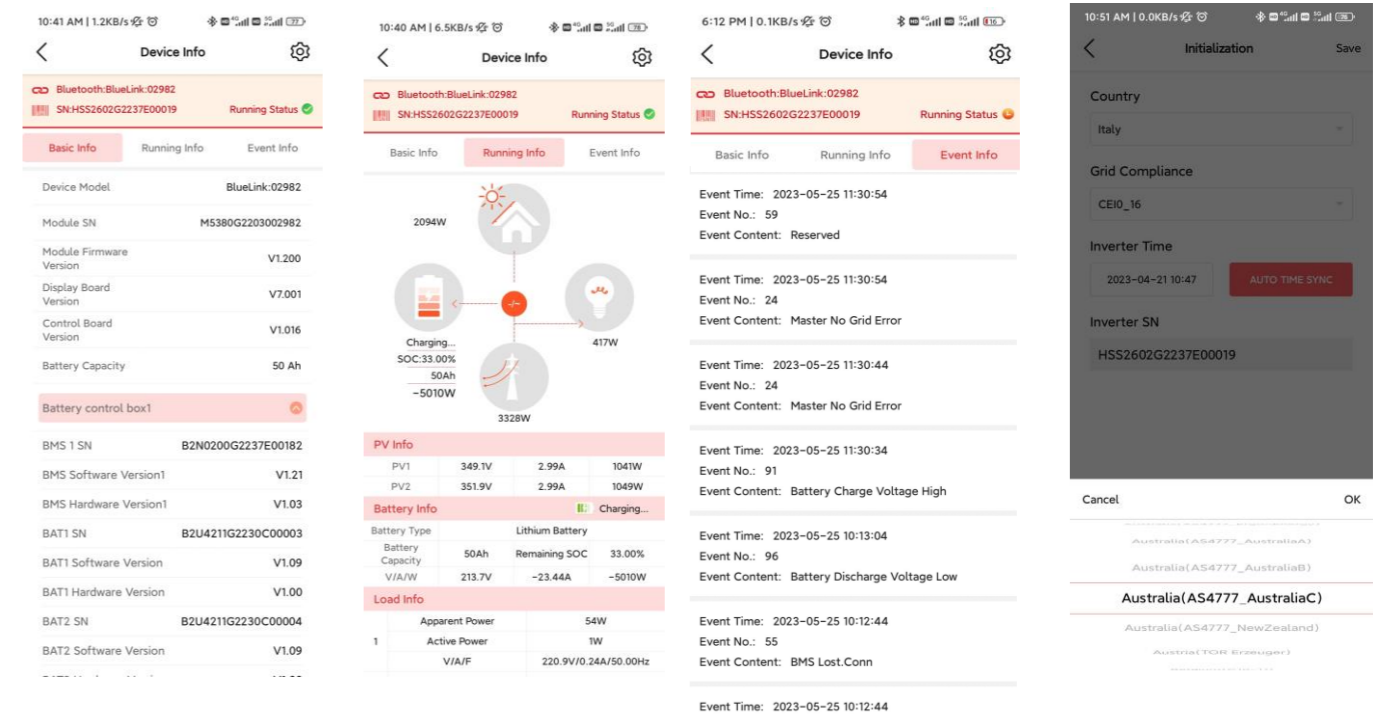 10:41 AM | 1.2KB/s
77
Device Info
Bluetooth:BlueLink:02982
SN:HSS2602G2237E00019 Running Status
Basic Info Running Info Event Info
Device Model BlueLink:02982
Module SN M5380G2203002982
Module Firmware
Version V1.200
Display Board
Version V7.001
Control Board
Version V1.016
Battery Capacity 50 Ah
Battery control box1
BMS 1 SN B2N0200G2237E00182
BMS Software Version1 V1.21
BMS Hardware Version1 V1.03
BAT1 SN B2U4211G2230C00003
BAT1 Software Version V1.09
BAT1 Hardware Version V1.00
BAT2 SN B2U4211G2230C00004
BAT2 Software Version V1.09
10:40 AM | 6.5KB/s
78
Device Info
Bluetooth:BlueLink:02982
SN:HSS2602G2237E00019 Running Status
Basic Info Running Info Event Info
2094W
Charging...
SOC:33.00%
50Ah
-5010W
417W
3328W
PV Info
PV1 349.1V 2.99A 1041W
PV2 351.9V 2.99A 1049W
Battery Info Charging...
Battery Type Lithium Battery
Battery
Capacity 50Ah Remaining SOC 33.00%
V/A/W 213.7V -23.44A -5010W
Load Info
Apparent Power 54W
1 Active Power 1W
V/A/F 220.9V/0.24A/50.00Hz
6:12 PM | 0.1KB/s
16
Device Info
Bluetooth:BlueLink:02982
SN:HSS2602G2237E00019 Running Status
Basic Info Running Info Event Info
Event Time: 2023-05-25 11:30:54
Event No.: 59
Event Content: Reserved
Event Time: 2023-05-25 11:30:54
Event No.: 24
Event Content: Master No Grid Error
Event Time: 2023-05-25 11:30:44
Event No.: 24
Event Content: Master No Grid Error
Event Time: 2023-05-25 11:30:34
Event No.: 91
Event Content: Battery Charge Voltage High
Event Time: 2023-05-25 10:13:04
Event No.: 96
Event Content: Battery Discharge Voltage Low
Event Time: 2023-05-25 10:12:44
Event No.: 55
Event Content: BMS Lost.Conn
Event Time: 2023-05-25 10:12:44
10:51 AM | 0.0KB/s
Initialization Save
Country
Italy
Grid Compliance
CEI0_16
Inverter Time
2023-04-21 10:47 AUTO TIME SYNC
Inverter SN
HSS2602G2237E00019
Cancel OK
Australia(AS4777_AustraliaA)
Australia(AS4777_AustraliaB)
Australia(AS4777_AustraliaC)
Australia(AS4777_NewZealand)
Austria(TOR Erzeuger)